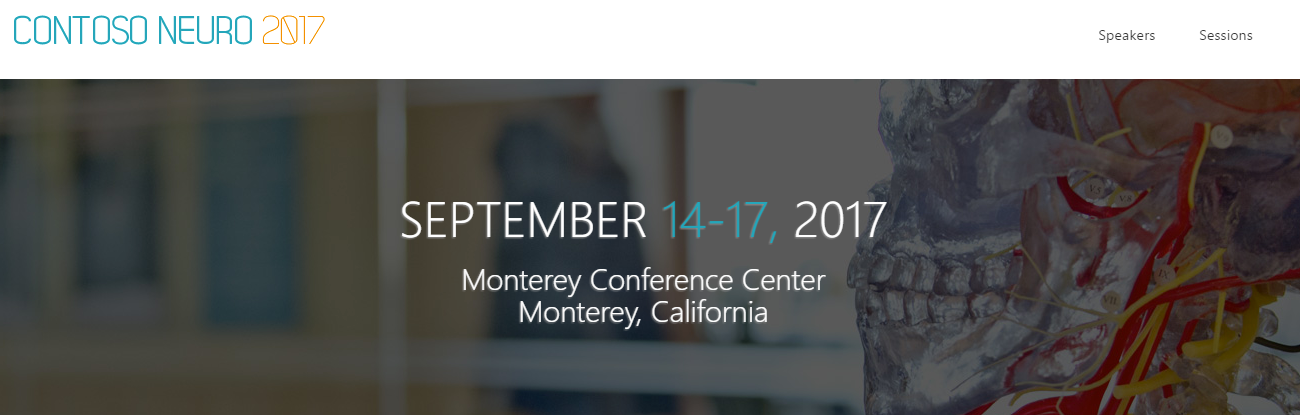 CONTOSO NEURO 2017
Speakers Sessions
SEPTEMBER 14-17, 2017
Monterey Conference Center
Monterey, California